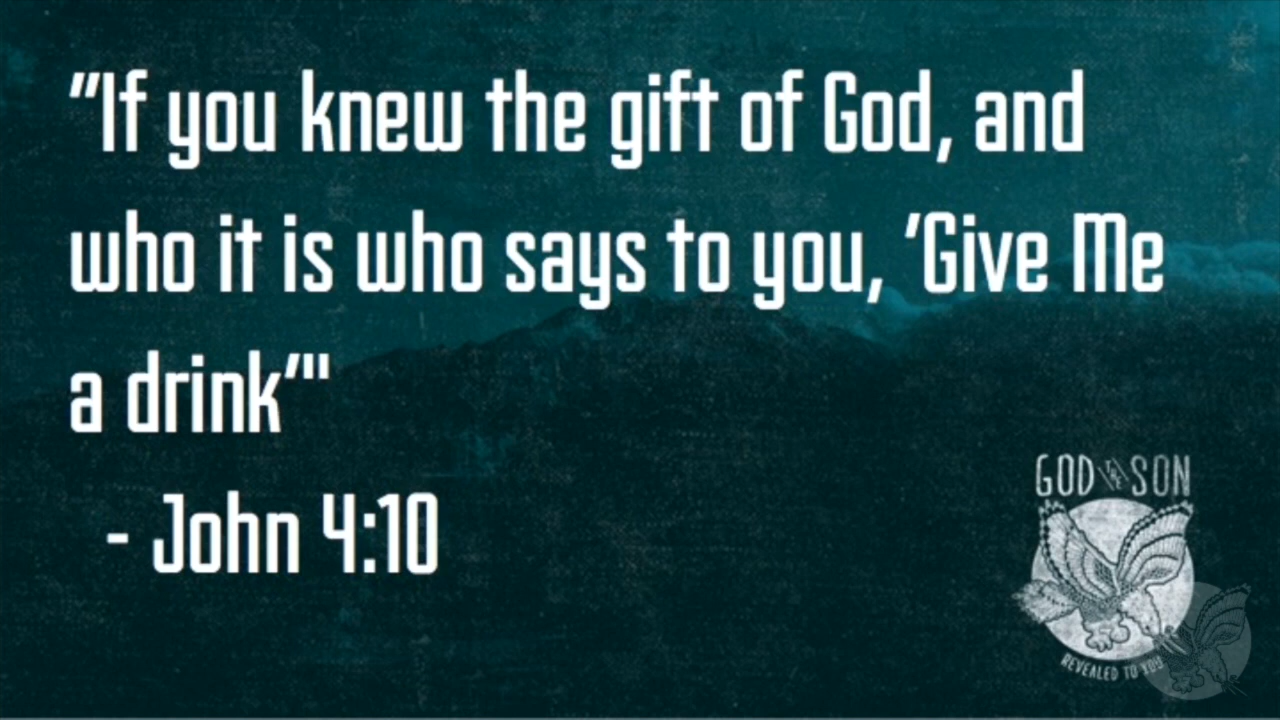 "If you knew the gift of God, and
who it is who says to you, 'Give Me
a drink'"
- John 4:10
GOD THE SON
REVEALED TO YOU